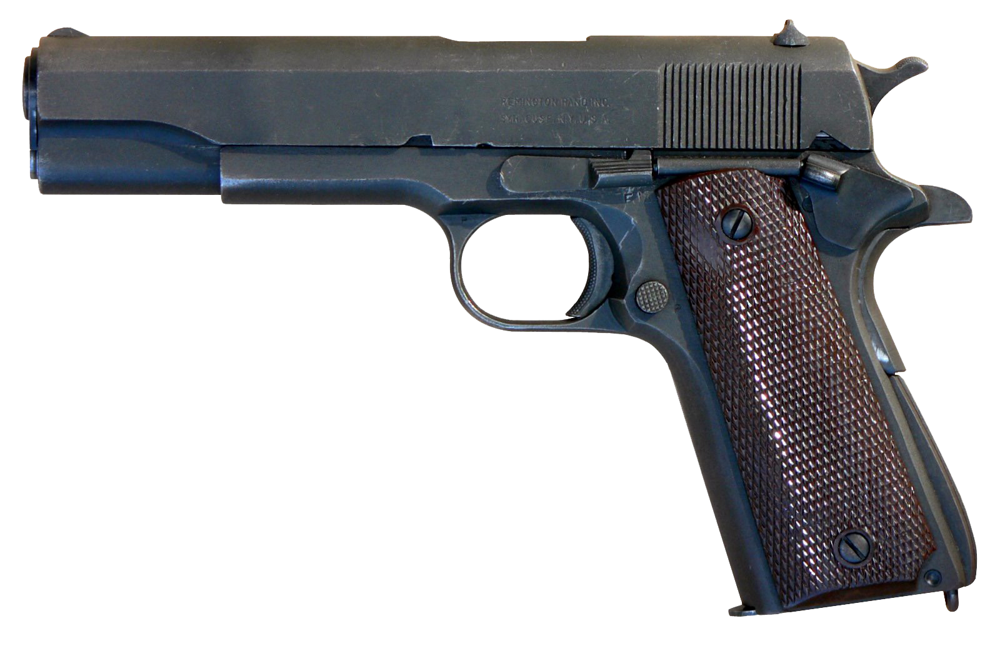 REMINGTON RAND INC.
SYRACUSE, N.Y. U.S.A.
P
P